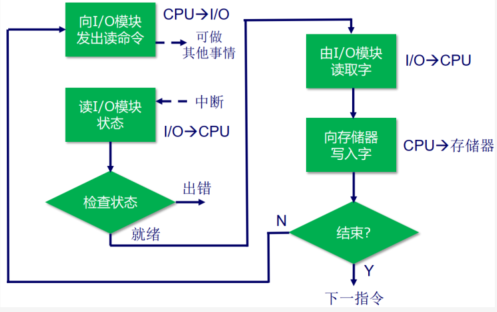 向I/O模块
发出读命令
CPU→I/O
可做
其他事情
读I/O模块
状态
中断
I/O→CPU
检查状态
出错
就绪
由I/O模块
读取字
I/O→CPU
向存储器
写入字
CPU→存储器
结束?
N
Y
下一指令